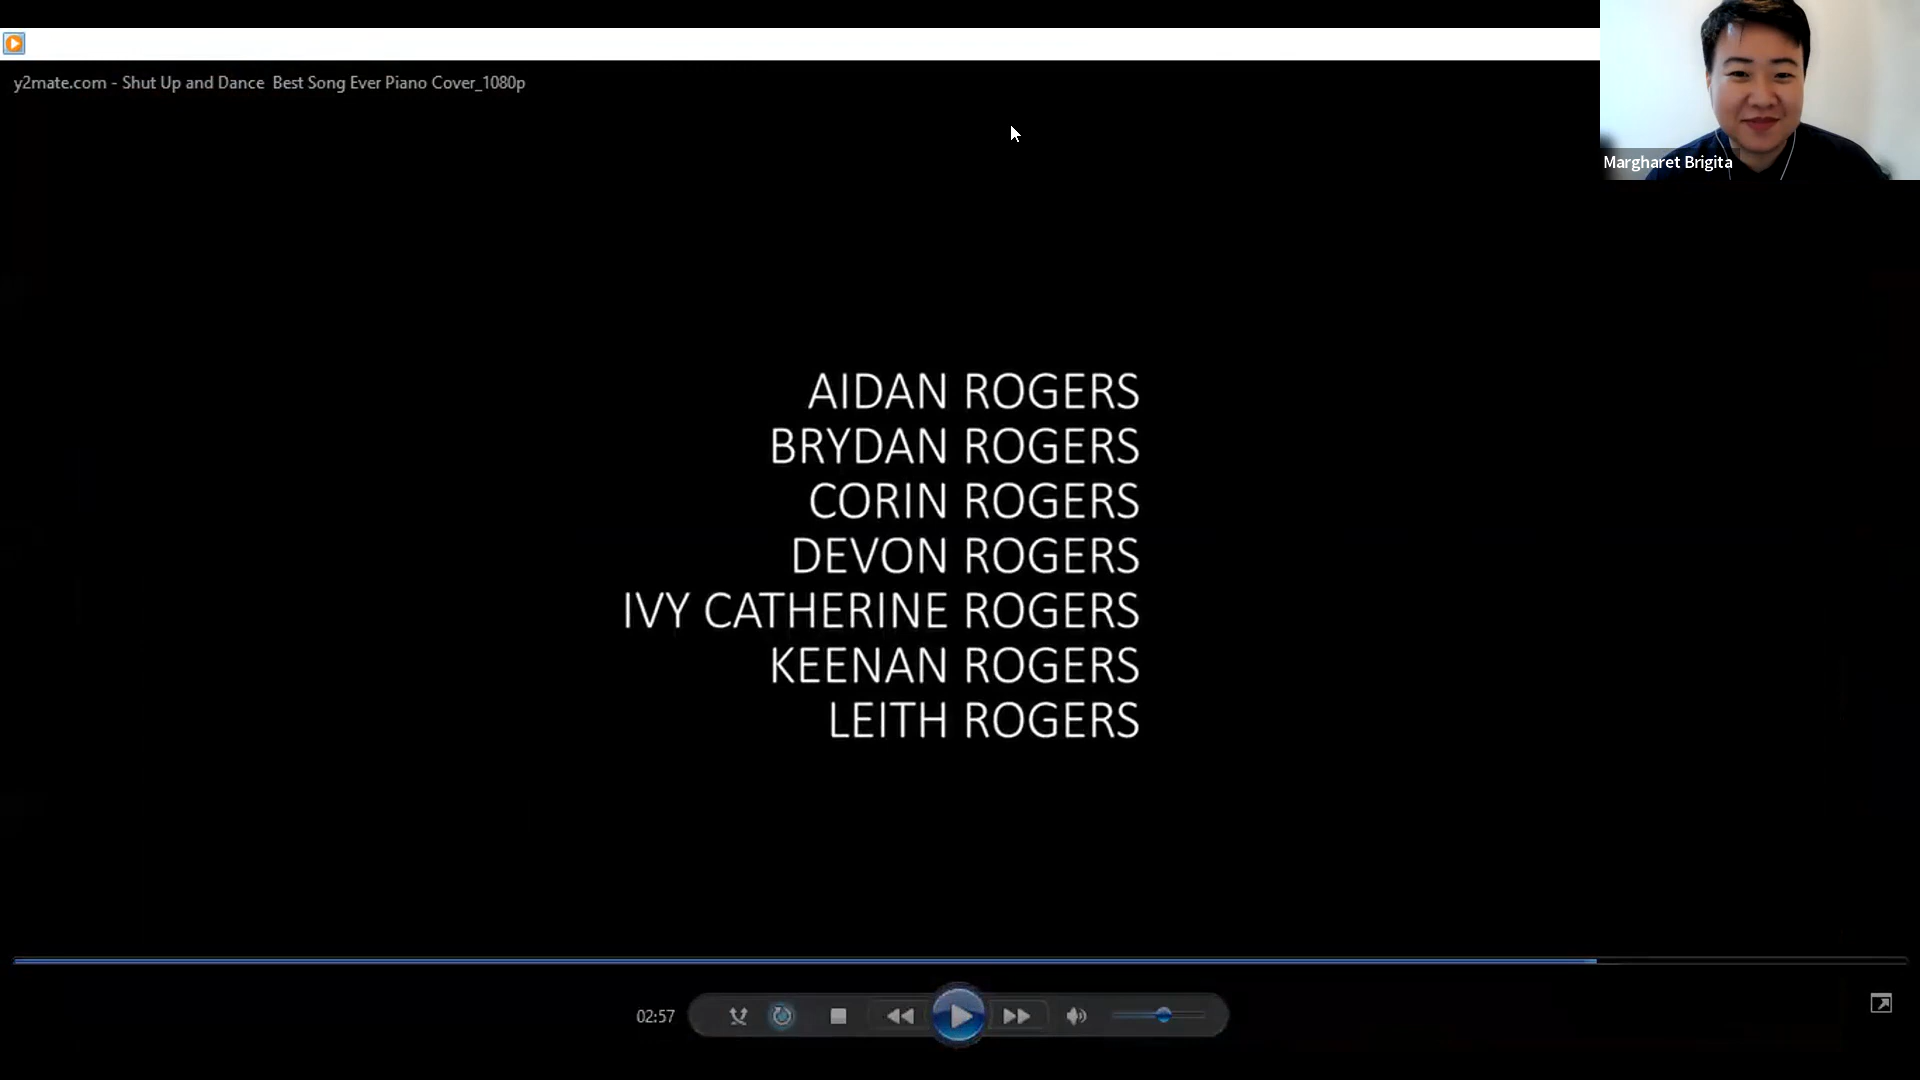 y2mate.com - Shut Up and Dance  Best Song Ever Piano Cover_1080p
Margharet Brigita
AIDAN ROGERS
BRYDAN ROGERS
CORIN ROGERS
DEVON ROGERS
IVY CATHERINE ROGERS
KEENAN ROGERS
LEITH ROGERS
02:57